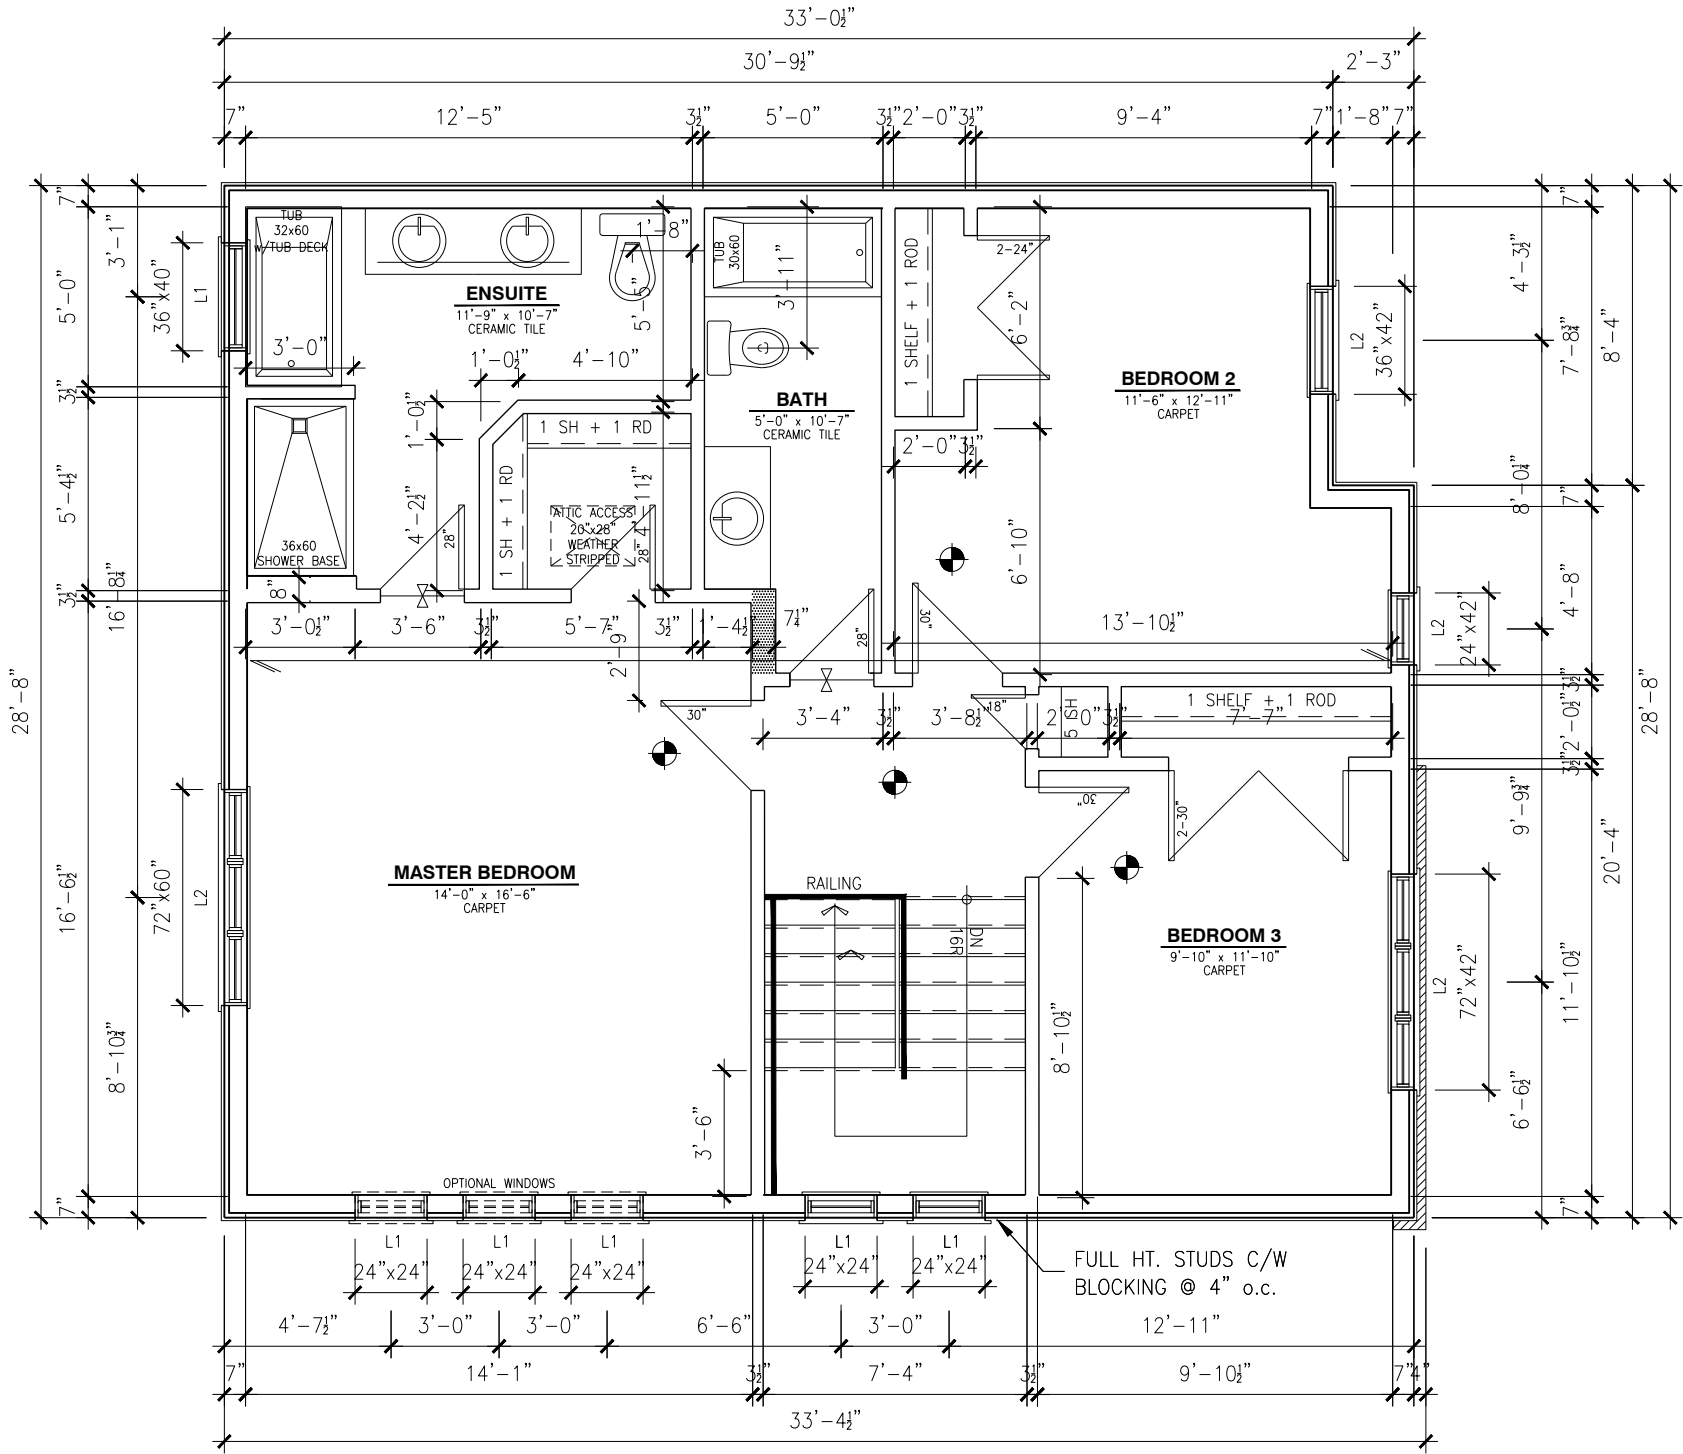 33'-0½"
30'-9½" 2'-3"
7" 12'-5" 3½" 5'-0" 3½" 2'-0" 3½" 9'-4" 7" 1'-8" 7"
7"
3'-1"
5'-0"
36"x40"
L1
3½"
5'-4½"
16'-8¼"
3½"
28'-8"
16'-6½"
72"x60"
L2
8'-10¾"
7"
TUB
32x60
w/TUB DECK
3'-0"
ENSUITE
11'-9" x 10'-7"
CERAMIC TILE
1'-8"
5'-5"
1'-0½"
4'-10"
1'-0½"
4'-2½"
36x60
SHOWER BASE
8"
28"
1 SH + 1 RD
1 SH + 1 RD
4'-11½"
ATTIC ACCESS
20"x28"
WEATHER
STRIPPED
28"
TUB
30x60
3'-11"
BATH
5'-0" x 10'-7"
CERAMIC TILE
28"
1 SHELF + 1 ROD
2-24"
6'-2"
2'-0" 3½"
6'-10"
BEDROOM 2
11'-6" x 12'-11"
CARPET
30"
13'-10½"
3'-0½" 3'-6" 3½" 5'-7" 3½" 1'-4½" 7¼"
2'-9"
30"
3'-4" 3½" 3'-8½" 2'-0" 3½" 7'-7"
18"
5 SH
1 SHELF + 1 ROD
30"
2-30"
MASTER BEDROOM
14'-0" x 16'-6"
CARPET
RAILING
DN
16R
3'-6"
8'-10½"
BEDROOM 3
9'-10" x 11'-10"
CARPET
7"
4'-3½"
36"x42"
L2
7'-8¾"
8'-4"
8'-0¼"
7"
4'-8"
24"x42"
L2
3½"
2'-0½"
3½"
28'-8"
9'-9¾"
20'-4"
72"x42"
L2
11'-10½"
6'-6½"
7"
OPTIONAL WINDOWS
L1 L1 L1 L1 L1
24"x24" 24"x24" 24"x24" 24"x24" 24"x24"
FULL HT. STUDS C/W
BLOCKING @ 4" o.c.
4'-7½" 3'-0" 3'-0" 6'-6" 3'-0" 12'-11"
7" 14'-1" 3½" 7'-4" 3½" 9'-10½" 7" 4"
33'-4½"